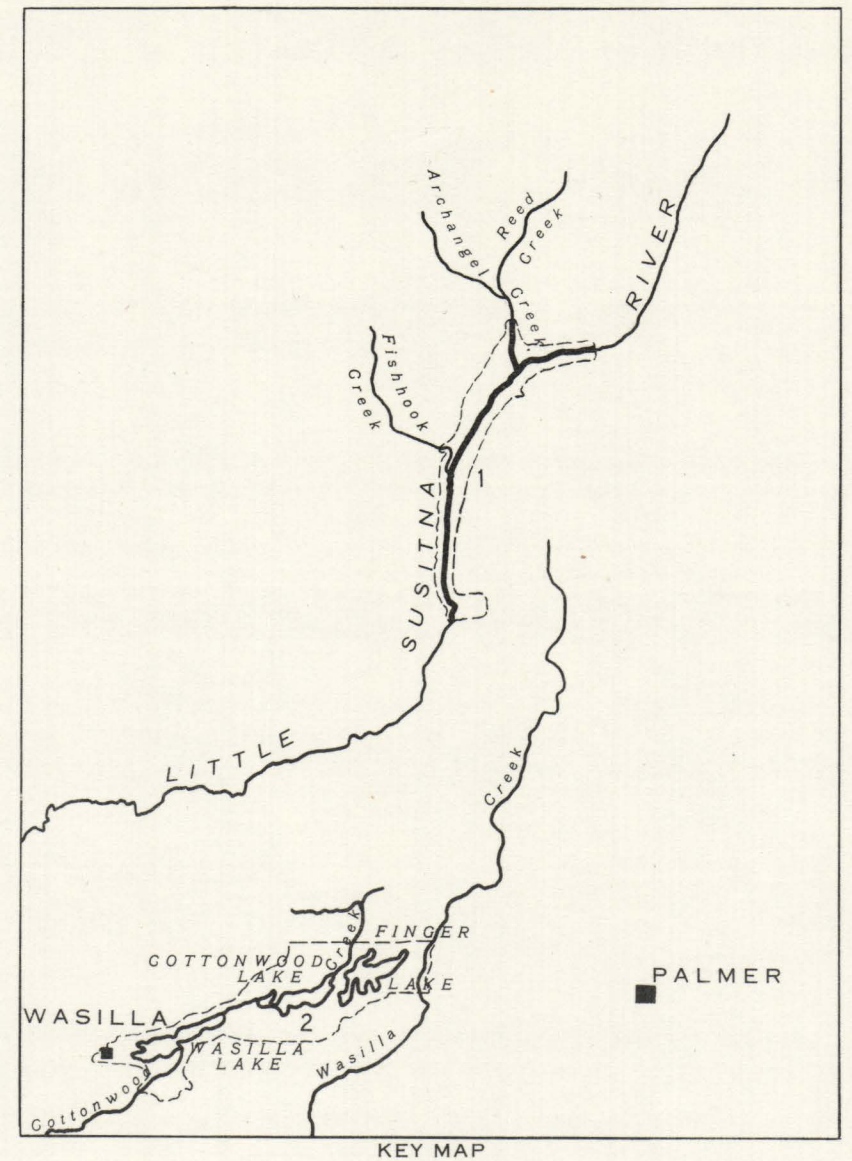 Archangel
Creek
Reed
Creek
RIVER
Fishhook
Creek
1
SUSITNA
LITTLE
Creek
Creek
FINGER
LAKE
COTTONWOOD
LAKE
PALMER
WASILLA
2
WASILLA
LAKE
Wasilla
Cottonwood
KEY MAP